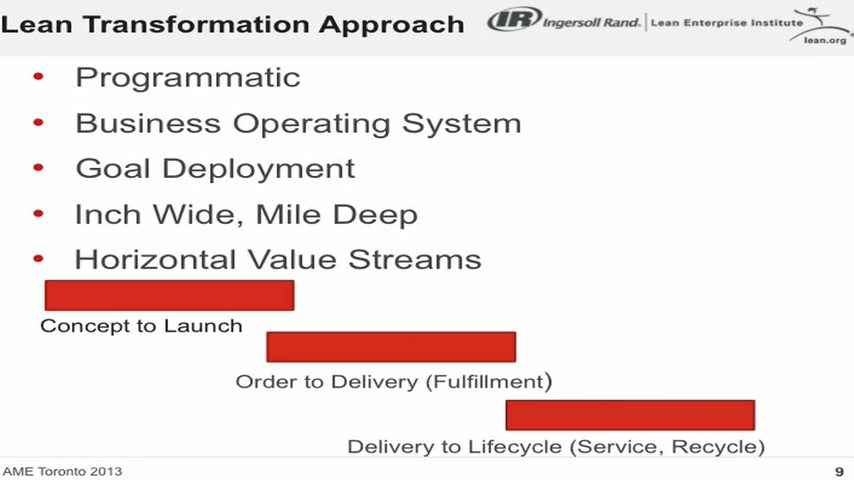 Lean Transformation Approach
IR Ingersoll Rand. Lean Enterprise Institute
lean.org
• Programmatic
• Business Operating System
• Goal Deployment
• Inch Wide, Mile Deep
• Horizontal Value Streams
Concept to Launch
Order to Delivery (Fulfillment)
Delivery to Lifecycle (Service, Recycle)
AME Toronto 2013
9